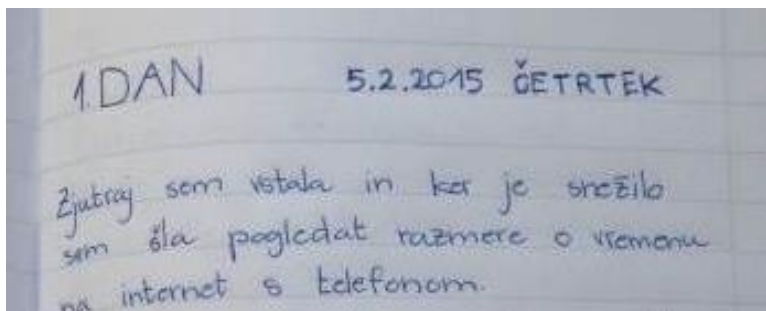 1. DAN 5.2.2015 ČETRTEK
Zjutraj sem vstala in ker je snežilo
sem šla pogledat razmere o vremenu
na internet s telefonom.